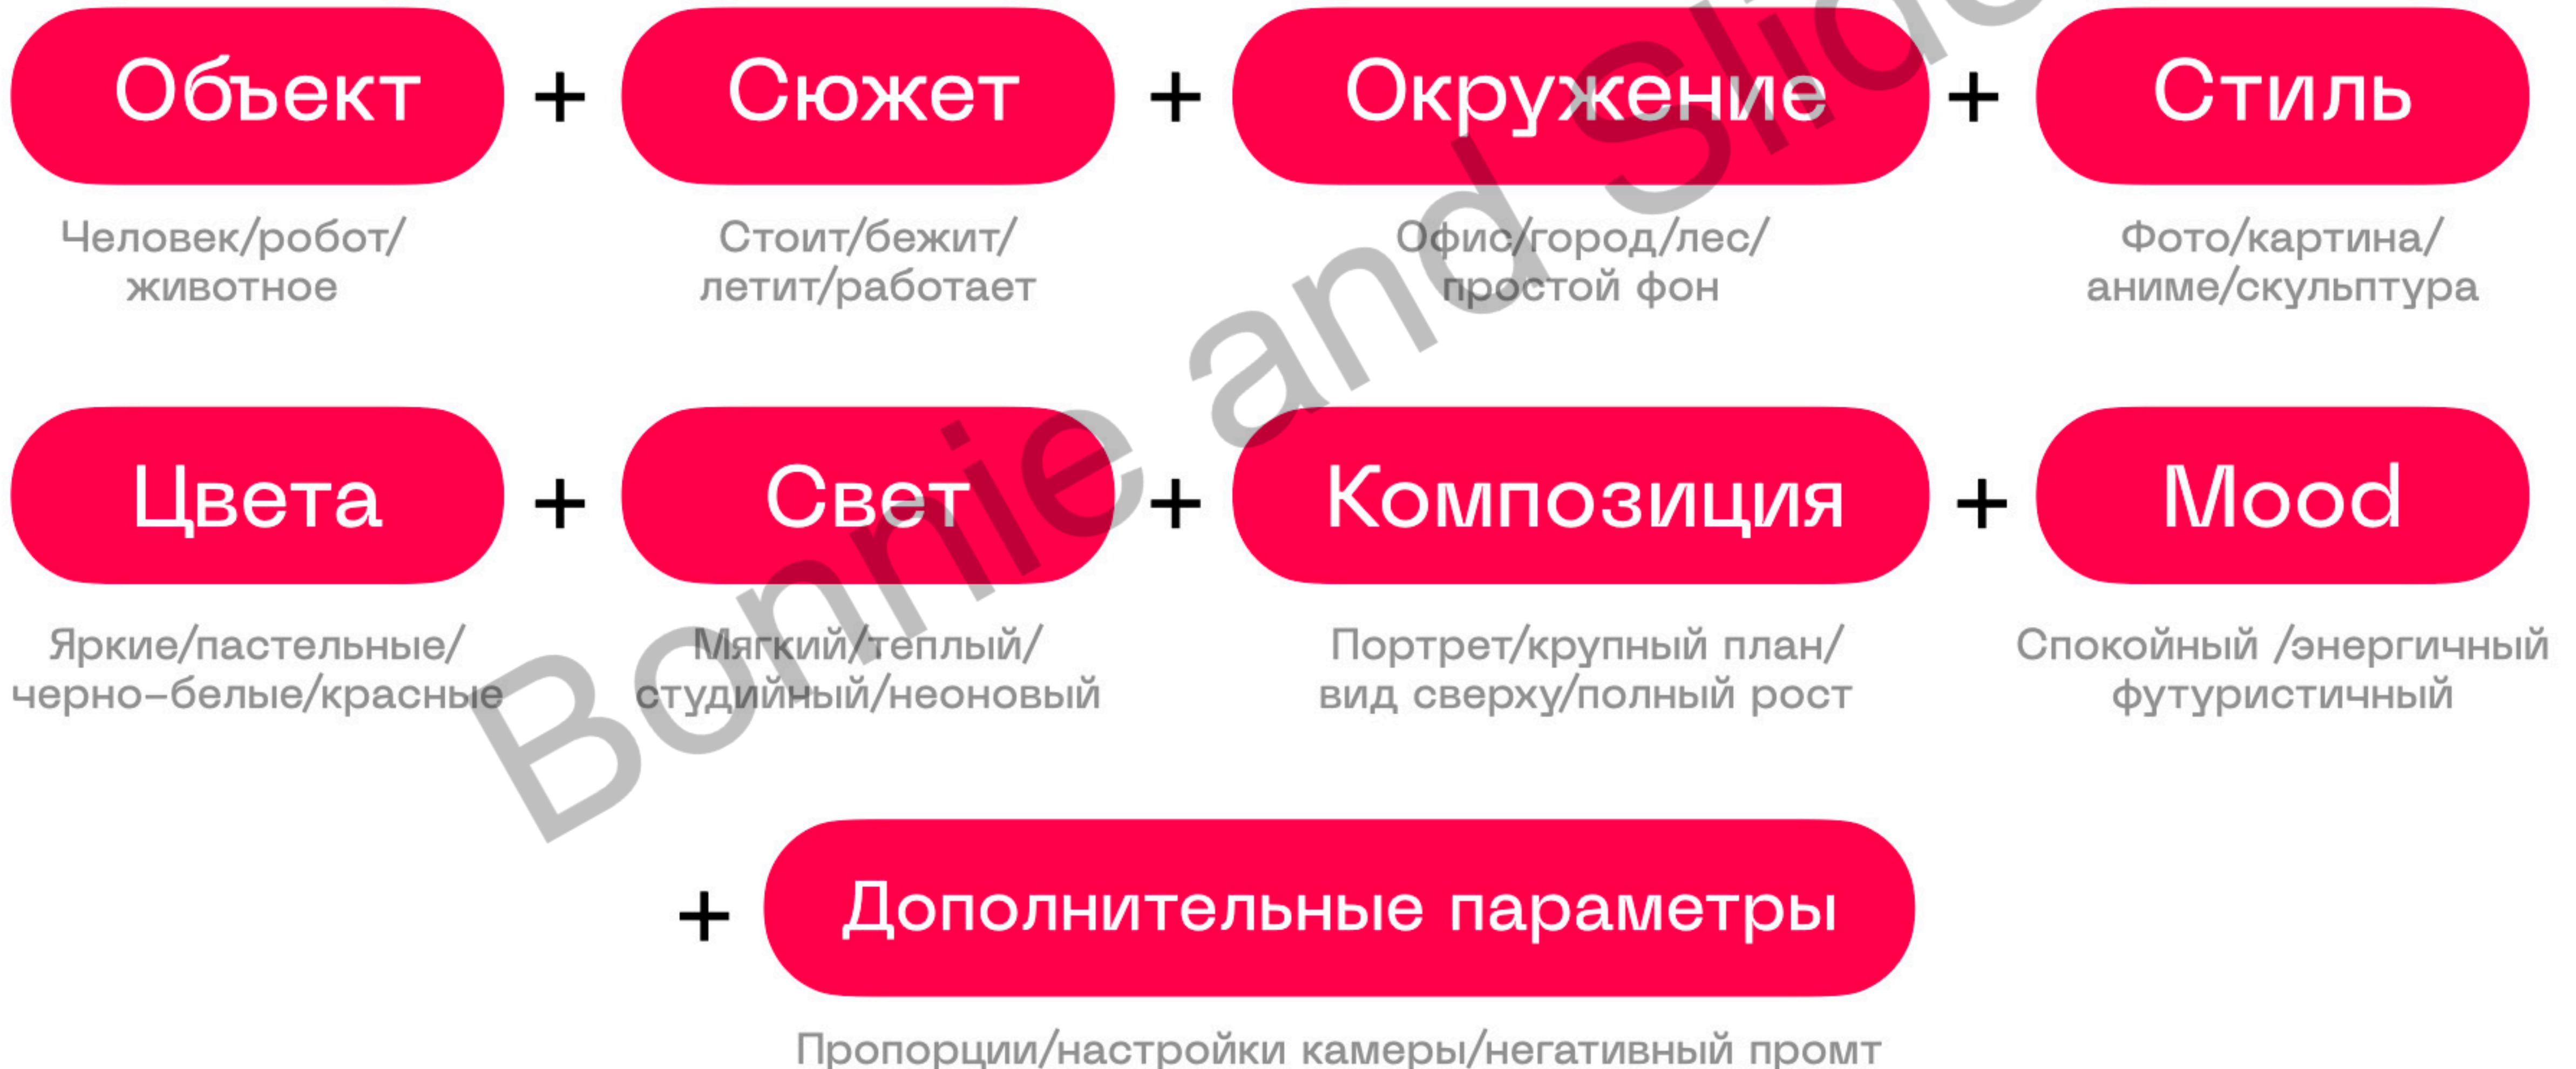 Объект + Сюжет + Окружение + Стиль
Человек/робот/
животное
Стоит/бежит/
летит/работает
Офис/город/лес/
простой фон
Фото/картина/
аниме/скульптура
Цвета + Свет + Композиция + Mood
Яркие/пастельные/
черно-белые/красные
Мягкий/теплый/
студийный/неоновый
Портрет/крупный план/
вид сверху/полный рост
Спокойный /энергичный
футуристичный
+ Дополнительные параметры
Пропорции/настройки камеры/негативный промт
Bonnie and Slide